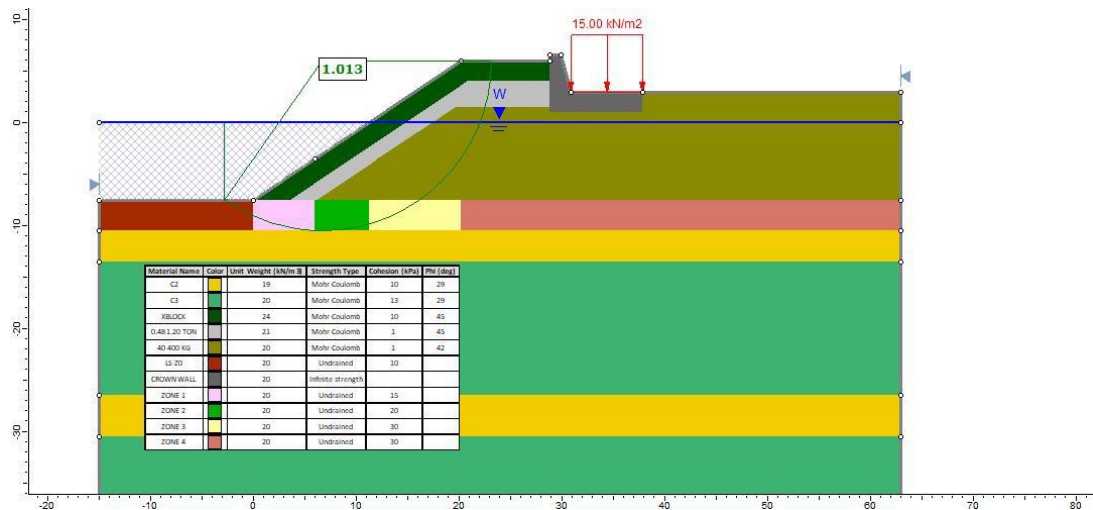 10
15.00 kN/m2
1.013
W
0
-10
Material Name Color Unit Weight (kN/m3) Strength Type Cohesion (kPa) Phi (deg)
C2 19 Mohr Coulomb 10 29
C3 20 Mohr Coulomb 13 29
XBLOCK 24 Mohr Coulomb 10 45
0.48 1.20 TON 21 Mohr Coulomb 1 45
40 400 KG 20 Mohr Coulomb 1 42
LS-Z0 20 Undrained 10
CROWN WALL 20 Infinite strength
ZONE 1 20 Undrained 15
ZONE 2 20 Undrained 20
ZONE 3 20 Undrained 30
ZONE 4 20 Undrained 30
-20
-30
-20 -10 0 10 20 30 40 50 60 70 80